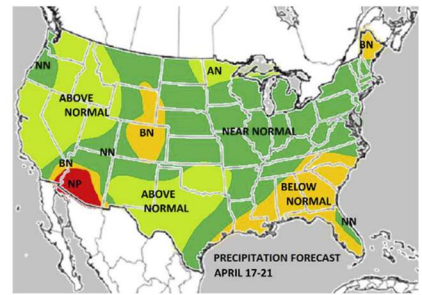 BN
NN
AN
ABOVE
NORMAL
BN
NEAR NORMAL
NN
BN
NP
ABOVE
NORMAL
BELOW
NORMAL
NN
PRECIPITATION FORECAST
APRIL 17-21